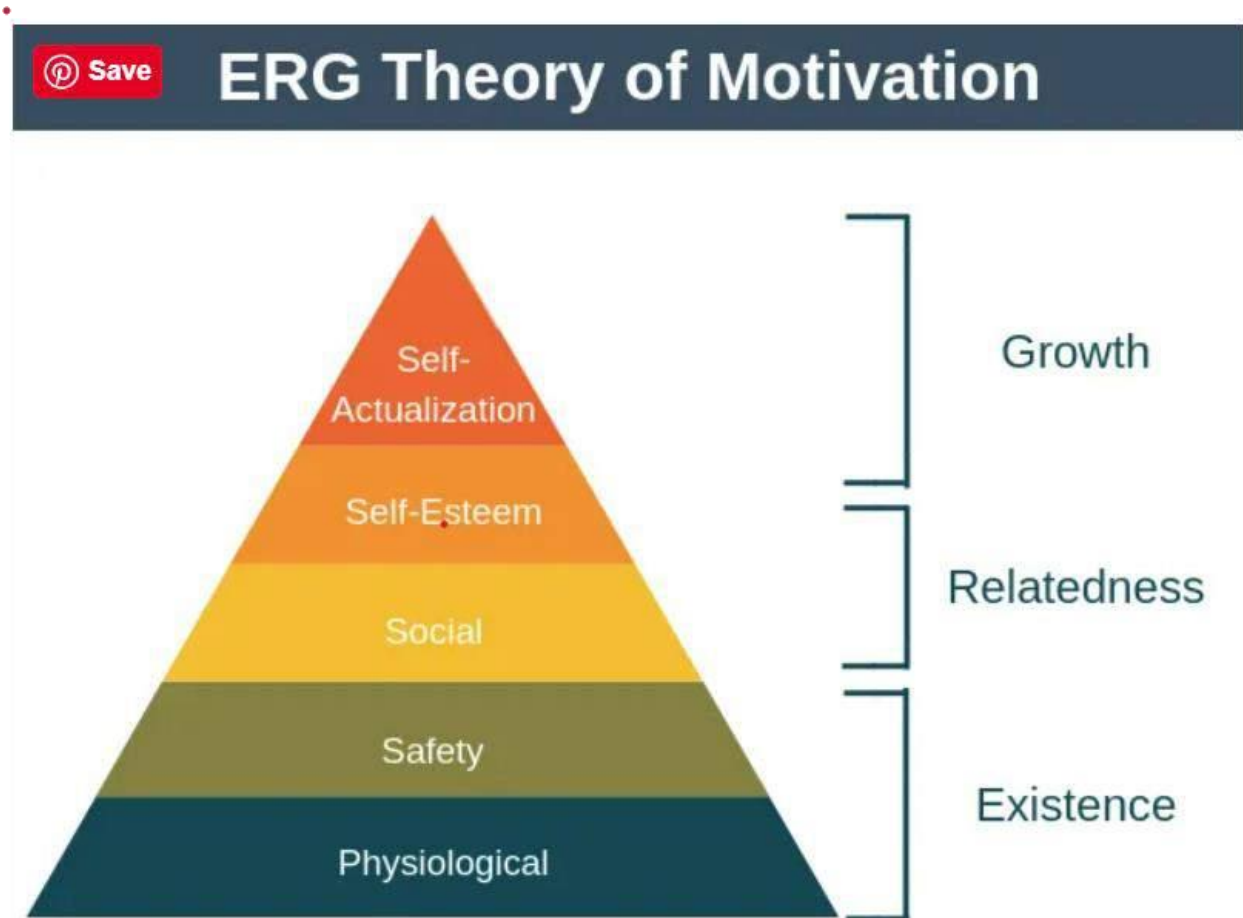 Save
ERG Theory of Motivation
Self-
Actualization
Growth
Self-Esteem
Relatedness
Social
Safety
Existence
Physiological